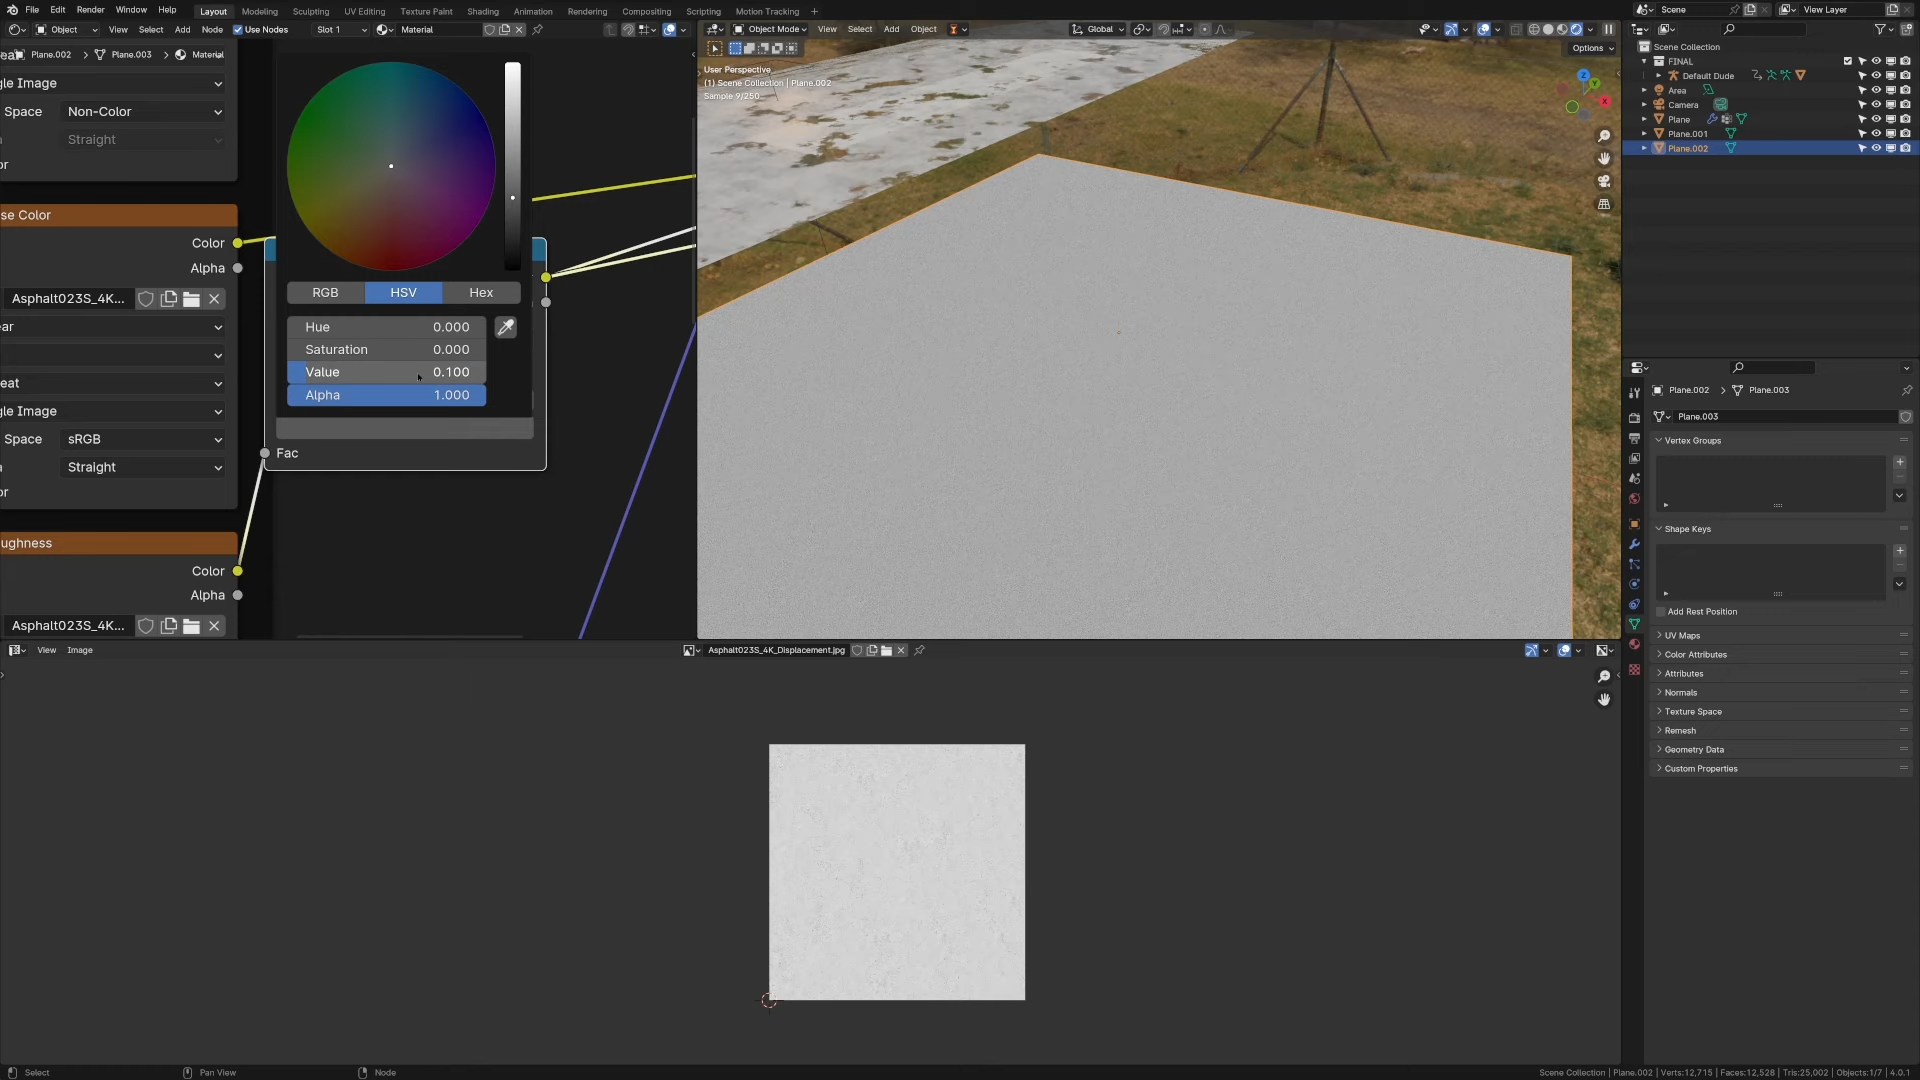 File Edit Render Window Help Layout Modeling Sculpting UV Editing Texture Paint Shading Animation Rendering Compositing Scripting Motion Tracking + Scene View Layer
Object View Select Add Node Use Nodes Slot 1 Material
Object Mode View Select Add Object Global
Options
Plane.002 > Plane.003 > Material
gle Image
Space Non-Color
Straight
or
se Color
Color
Alpha
Asphalt023S_4K...
ear
eat
gle Image
Space sRGB
Straight
or
ughness
Color
Alpha
Asphalt023S_4K...
RGB HSV Hex
Hue 0.000
Saturation 0.000
Value 0.100
Alpha 1.000
Fac
User Perspective
(1) Scene Collection | Plane.002
Sample 9/250
Z
Y
X
Scene Collection
FINAL
Default Dude
Area
Camera
Plane
Plane.001
Plane.002
Plane.002 > Plane.003
Plane.003
Vertex Groups
Shape Keys
Add Rest Position
UV Maps
Color Attributes
Attributes
Normals
Texture Space
Remesh
Geometry Data
Custom Properties
View Image Asphalt023S_4K_Displacement.jpg
Select Pan View Node
Scene Collection | Plane.002 | Verts:12,715 | Faces:12,528 | Tris:25,002 | Objects:1/7 | 4.0.1